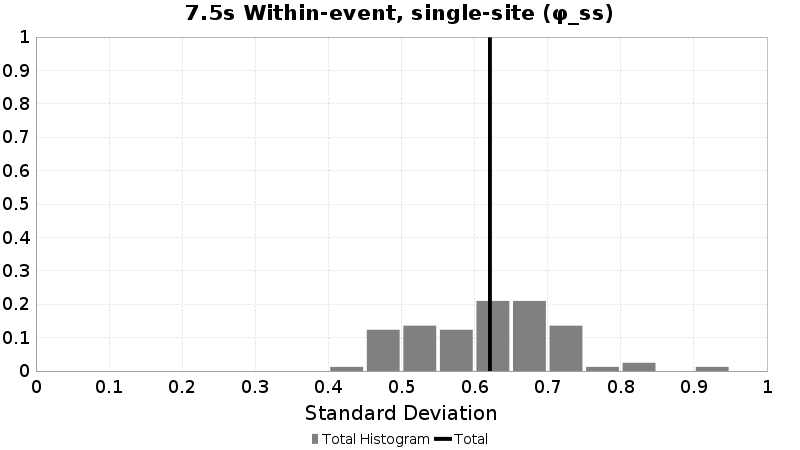 7.5s Within-event, single-site (φ_ss)
1
0.9
0.8
0.7
0.6
0.5
0.4
0.3
0.2
0.1
0
0 0.1 0.2 0.3 0.4 0.5 0.6 0.7 0.8 0.9 1
Standard Deviation
Total Histogram Total